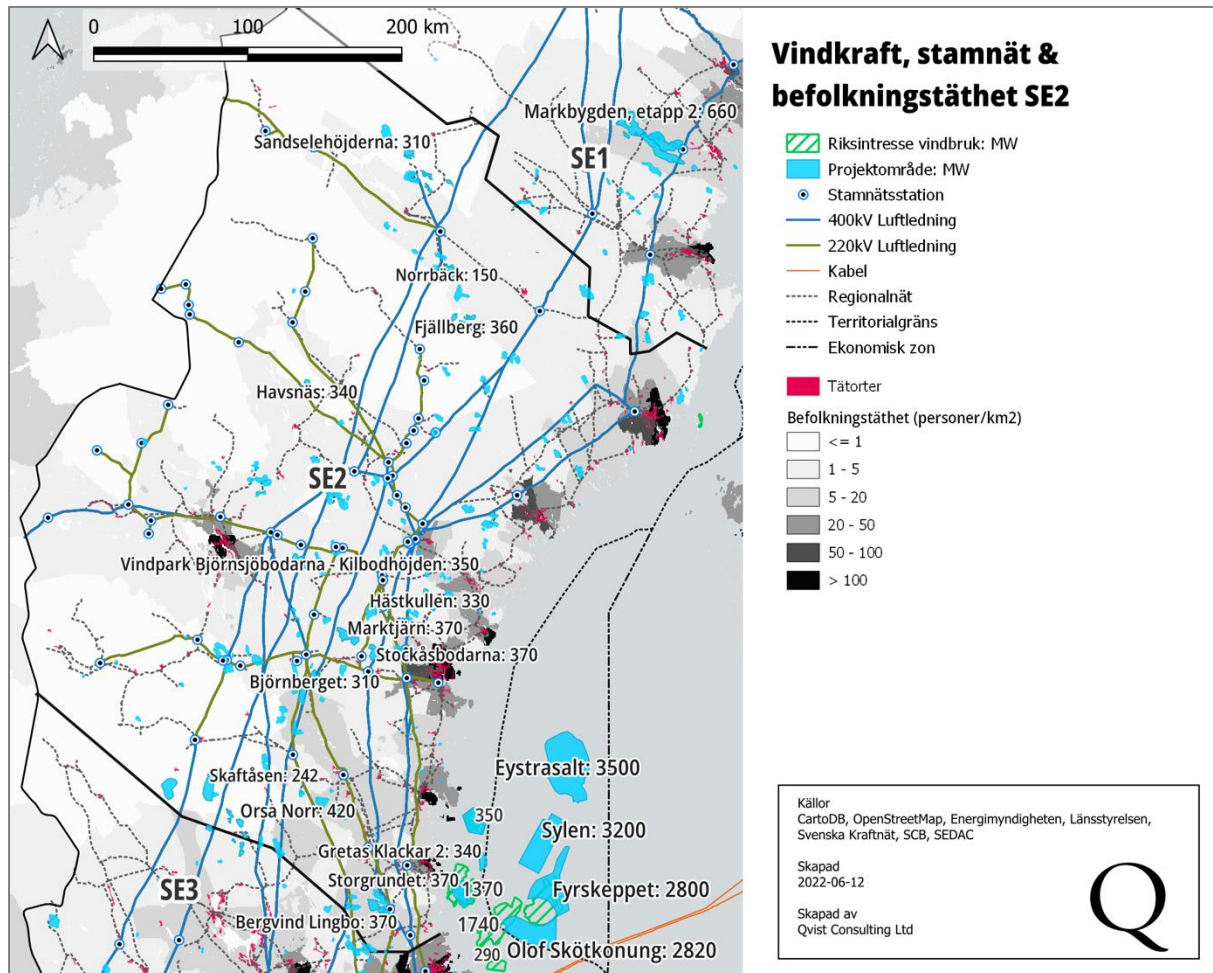 0 100 200 km
Markbygden, etapp 2: 660
Sandselehöjderna: 310
SE1
Norrbäck: 150
Fjällberg: 360
Havsnäs: 340
SE2
Vindpark Björnsjöbodarna - Kilbodhöjden: 350
Hästkullen: 330
Marktjärn: 370
Stockåsbodarna: 370
Björnberget: 310
Eystrasalt: 3500
Skaftåsen: 242
Orsa Norr: 420
350
Sylen: 3200
Gretas Klackar 2: 340
Storgrundet: 370
1370
Fyrskeppet: 2800
SE3
Bergvind Lingbo: 370
1740
Olof Skötkonung: 2820
290
Vindkraft, stamnät &
befolkningstäthet SE2
Riksintresse vindbruk: MW
Projektområde: MW
Stamnätsstation
400kV Luftledning
220kV Luftledning
Kabel
Regionalnät
Territorialgräns
Ekonomisk zon
Tätorter
Befolkningstäthet (personer/km2)
<= 1
1 - 5
5 - 20
20 - 50
50 - 100
> 100
Källor
CartoDB, OpenStreetMap, Energimyndigheten, Länsstyrelsen,
Svenska Kraftnät, SCB, SEDAC
Skapad
2022-06-12
Skapad av
Qvist Consulting Ltd
Q